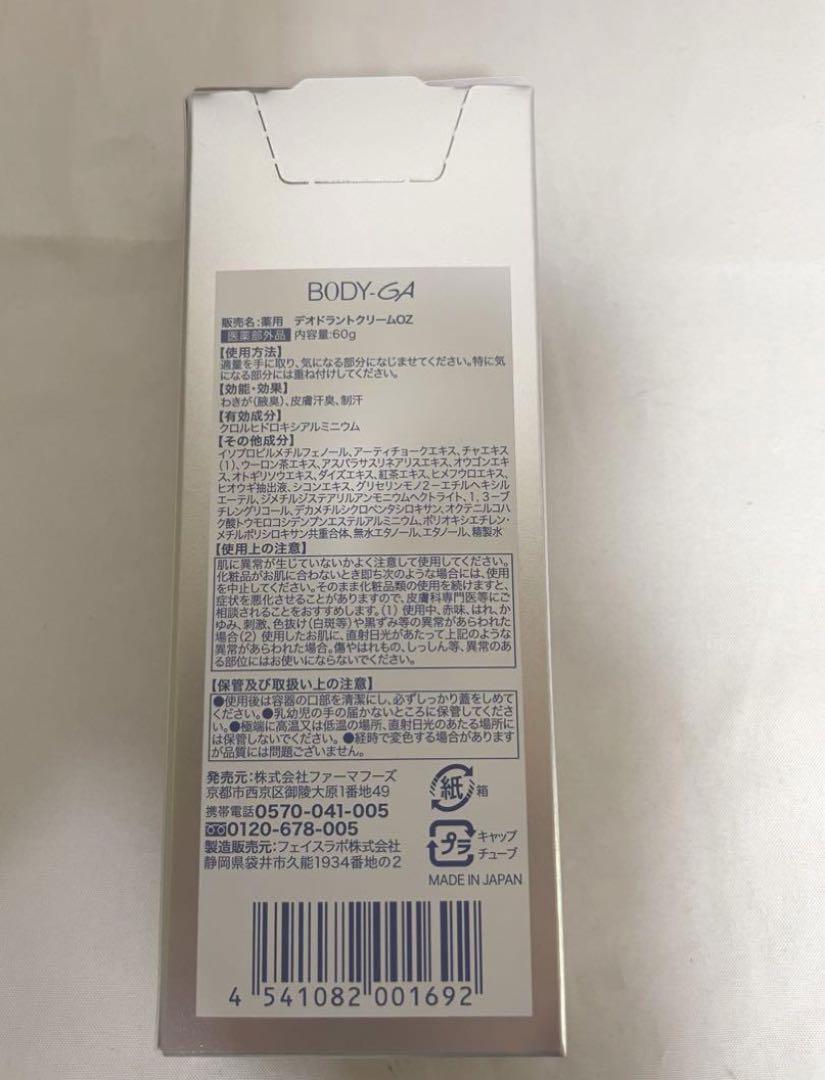 BODY-GA
販売名:薬用 デオドラントクリームOZ
医薬部外品 内容量:60g
【使用方法】
適量を手に取り、気になる部分になじませてください。特に気
になる部分には重ね付けしてください。
【効能・効果】
わきが(腋臭)、皮膚汗臭、制汗
【有効成分】
クロルヒドロキシアルミニウム
【その他成分】
イソプロピルメチルフェノール、アーティチョークエキス、チャエキス
(1)、ウーロン茶エキス、アスパラサスリネアリスエキス、オウゴンエキ
ス、オトギリソウエキス、ダイズエキス、紅茶エキス、ヒメフウロエキス、
ヒオウギ抽出液、シコンエキス、グリセリンモノ2-エチルヘキシル
エーテル、ジメチルジステアリルアンモニウムヘクトライト、1,3-ブ
チレングリコール、デカメチルシクロペンタシロキサン、オクテニルコハ
ク酸トウモロコシデンプンエステルアルミニウム、ポリオキシエチレン・
メチルポリシロキサン共重合体、無水エタノール、エタノール、精製水
【使用上の注意】
肌に異常が生じていないかよく注意して使用してください。
化粧品がお肌に合わないとき即ち次のような場合には、使用
を中止してください。そのまま化粧品類の使用を続けますと、
症状を悪化させることがありますので、皮膚科専門医等にご
相談されることをおすすめします。(1) 使用中、赤味、はれ、か
ゆみ、刺激、色抜け(白斑等)や黒ずみ等の異常があらわれた
場合(2) 使用したお肌に、直射日光があたって上記のような
異常があらわれた場合。傷やはれもの、しっしん等、異常のあ
る部位にはお使いにならないでください。
【保管及び取扱い上の注意】
●使用後は容器の口部を清潔にし、必ずしっかり蓋をしめて
ください。●乳幼児の手の届かないところに保管してくださ
い。●極端に高温又は低温の場所、直射日光のあたる場所に
は保管しないでください。 ●経時で変色する場合があります
が品質には問題ございません。
発売元:株式会社ファーマフーズ
京都市西京区御陵大原1番地49
携帯電話0570-041-005
0120-678-005
製造販売元:フェイスラボ株式会社
静岡県袋井市久能1934番地の2
紙 箱
プラ キャップ
チューブ
MADE IN JAPAN
4 541082 001692